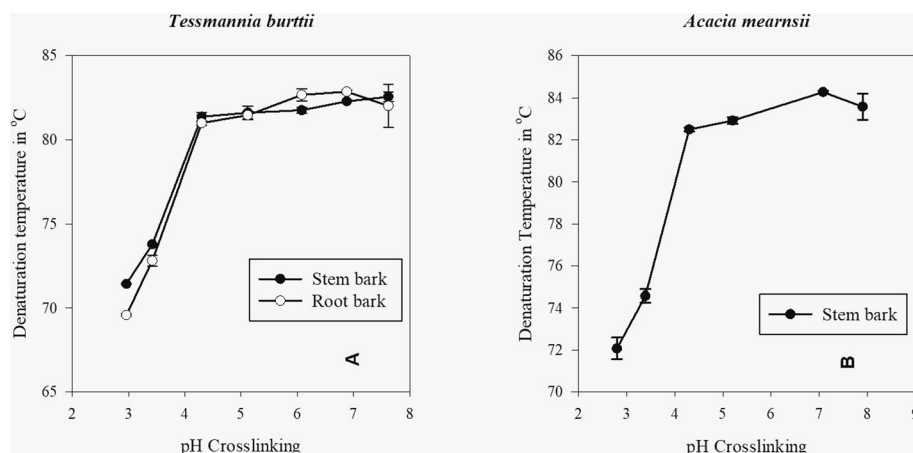 Tessmannia burttii
Denaturation temperature in °C
85
80
75
70
65
Stem bark
Root bark
A
2 3 4 5 6 7 8
pH Crosslinking
Acacia mearnsii
Denaturation Temperature in °C
86
84
82
80
78
76
74
72
70
Stem bark
B
2 3 4 5 6 7 8 9
pH Crosslinking